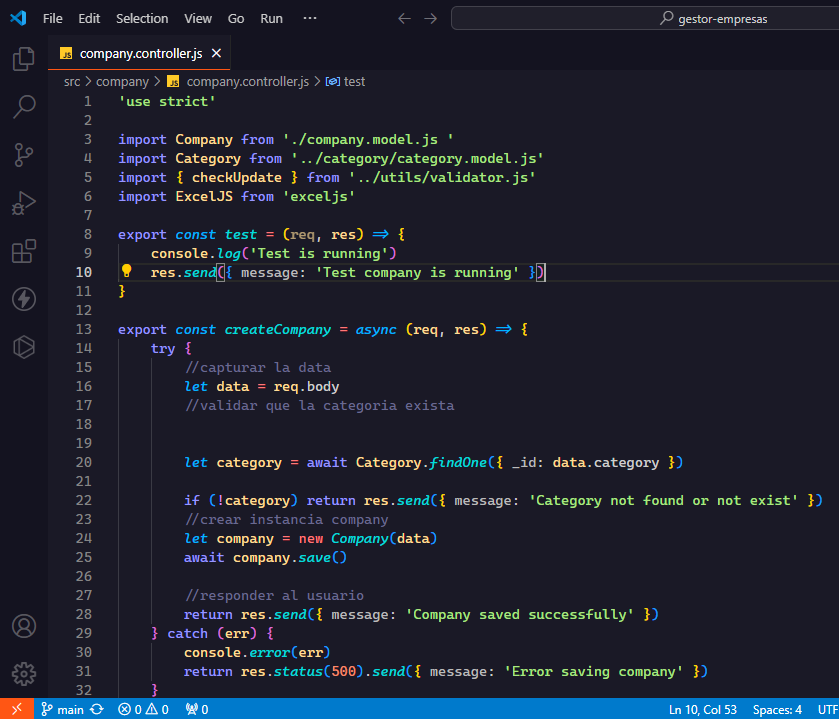 File Edit Selection View Go Run ··· ← → gestor-empresas
JS company.controller.js ×
src > company > JS company.controller.js > test
1 'use strict'
2
3 import Company from './company.model.js '
4 import Category from '../category/category.model.js'
5 import { checkUpdate } from '../utils/validator.js'
6 import ExcelJS from 'exceljs'
7
8 export const test = (req, res) => {
9 console.log('Test is running')
10 res.send({ message: 'Test company is running' })
11 }
12
13 export const createCompany = async (req, res) => {
14 try {
15 //capturar la data
16 let data = req.body
17 //validar que la categoria exista
18
19
20 let category = await Category.findOne({ _id: data.category })
21
22 if (!category) return res.send({ message: 'Category not found or not exist' })
23 //crear instancia company
24 let company = new Company(data)
25 await company.save()
26
27 //responder al usuario
28 return res.send({ message: 'Company saved successfully' })
29 } catch (err) {
30 console.error(err)
31 return res.status(500).send({ message: 'Error saving company' })
32 }
main 0 0 0 Ln 10, Col 53 Spaces: 4 UTF